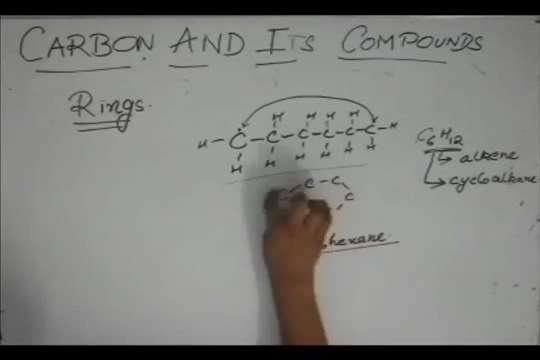 CARBON AND ITS COMPOUNDS
Rings.
H H H H
H - C - C - C - C - C - C - H
H H H H H H
C6H12
→ alkene
→ cycloalkane
C - C
C
hexane